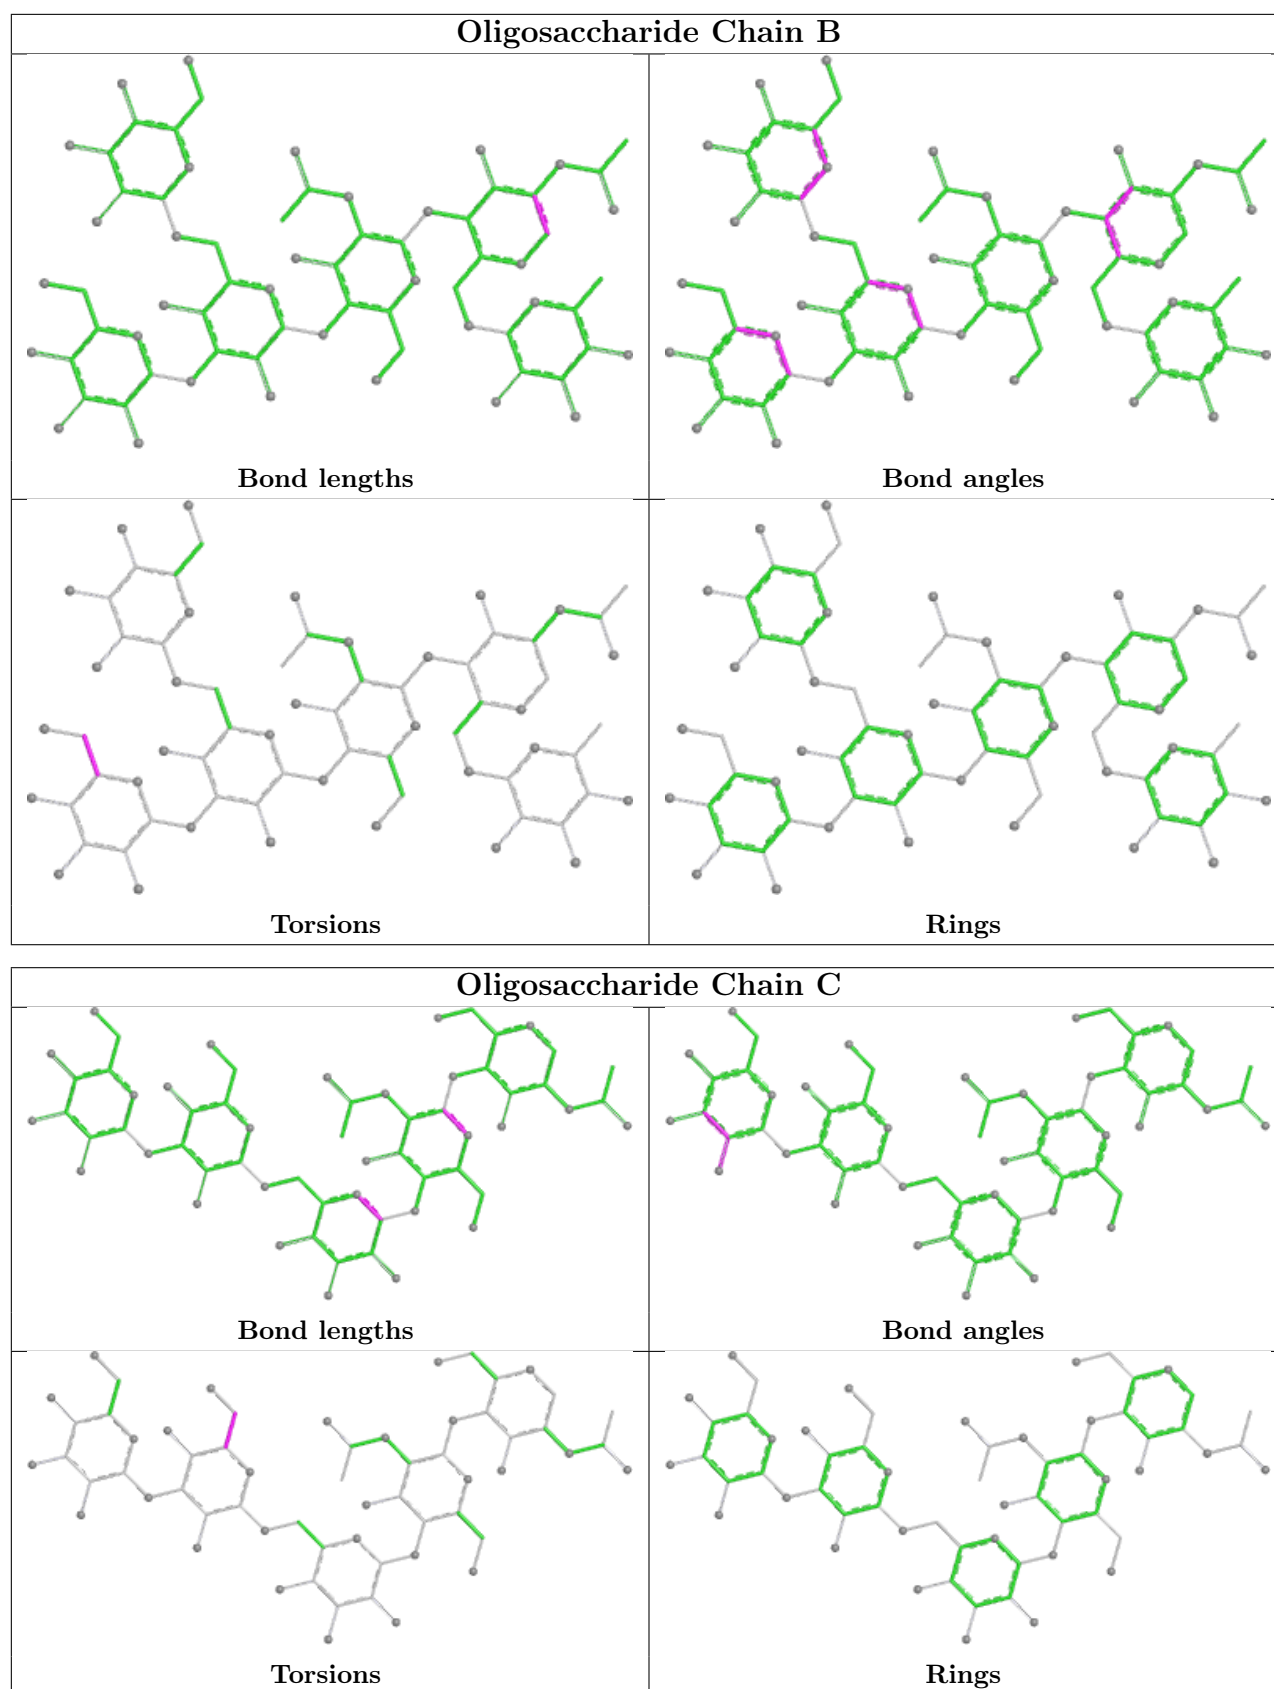 Oligosaccharide Chain B
Bond lengths
Bond angles
Torsions
Rings
Oligosaccharide Chain C
Bond lengths
Bond angles
Torsions
Rings